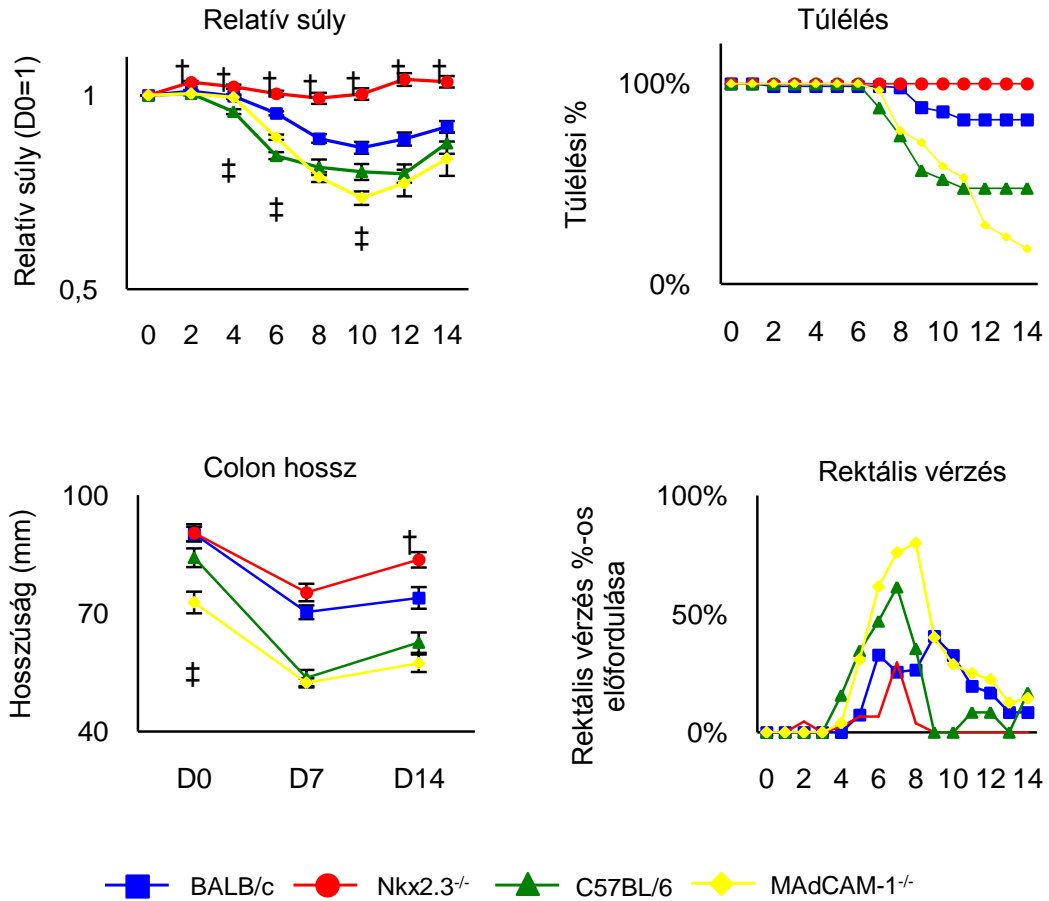 Relatív súly
Relatív súly (D0=1)
1
0,5
† † † † † † †
‡
‡
‡
0 2 4 6 8 10 12 14
Túlélés
Túlélési %
100%
0%
0 2 4 6 8 10 12 14
Colon hossz
Hosszúság (mm)
100
70
40
†
‡
D0 D7 D14
Rektális vérzés
Rektális vérzés %-os
előfordulása
100%
50%
0%
0 2 4 6 8 10 12 14
BALB/c Nkx2.3-/- C57BL/6 MAdCAM-1-/-